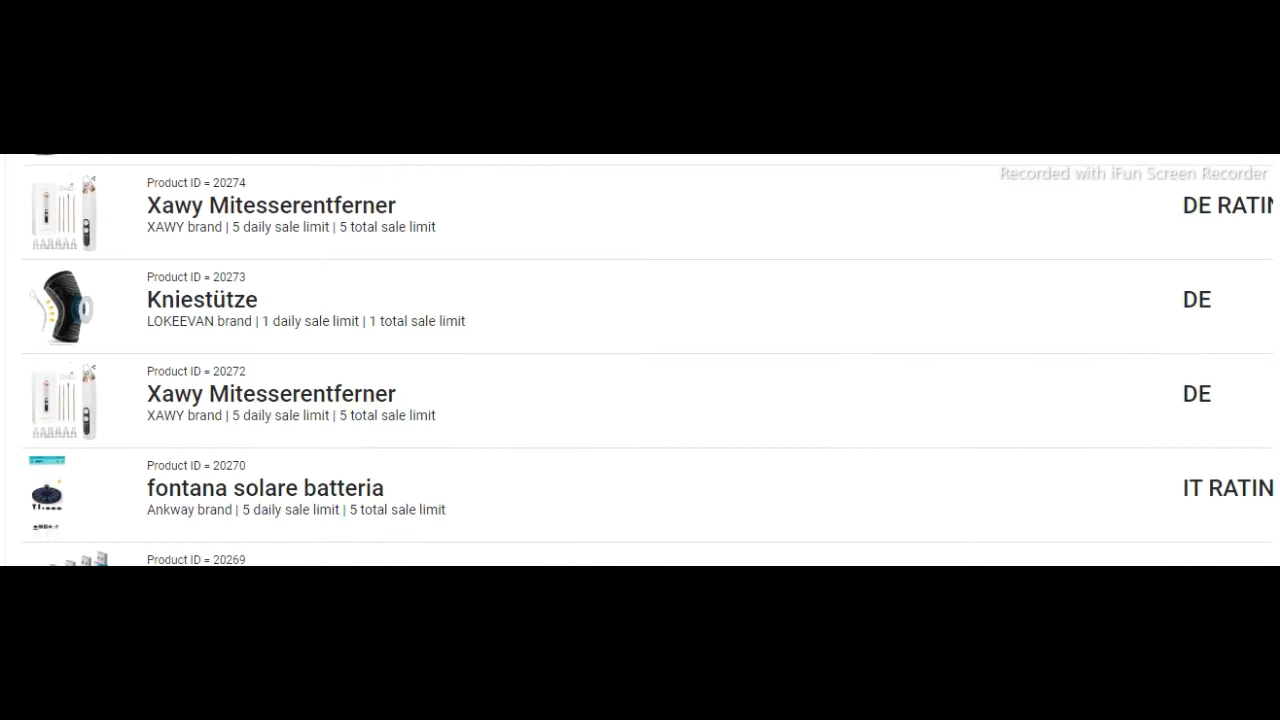 Recorded with iFun Screen Recorder
Product ID = 20274
Xawy Mitesserentferner
DE RATIN
XAWY brand | 5 daily sale limit | 5 total sale limit
Product ID = 20273
Kniestütze
DE
LOKEEVAN brand | 1 daily sale limit | 1 total sale limit
Product ID = 20272
Xawy Mitesserentferner
DE
XAWY brand | 5 daily sale limit | 5 total sale limit
Product ID = 20270
fontana solare batteria
IT RATIN
Ankway brand | 5 daily sale limit | 5 total sale limit
Product ID = 20269